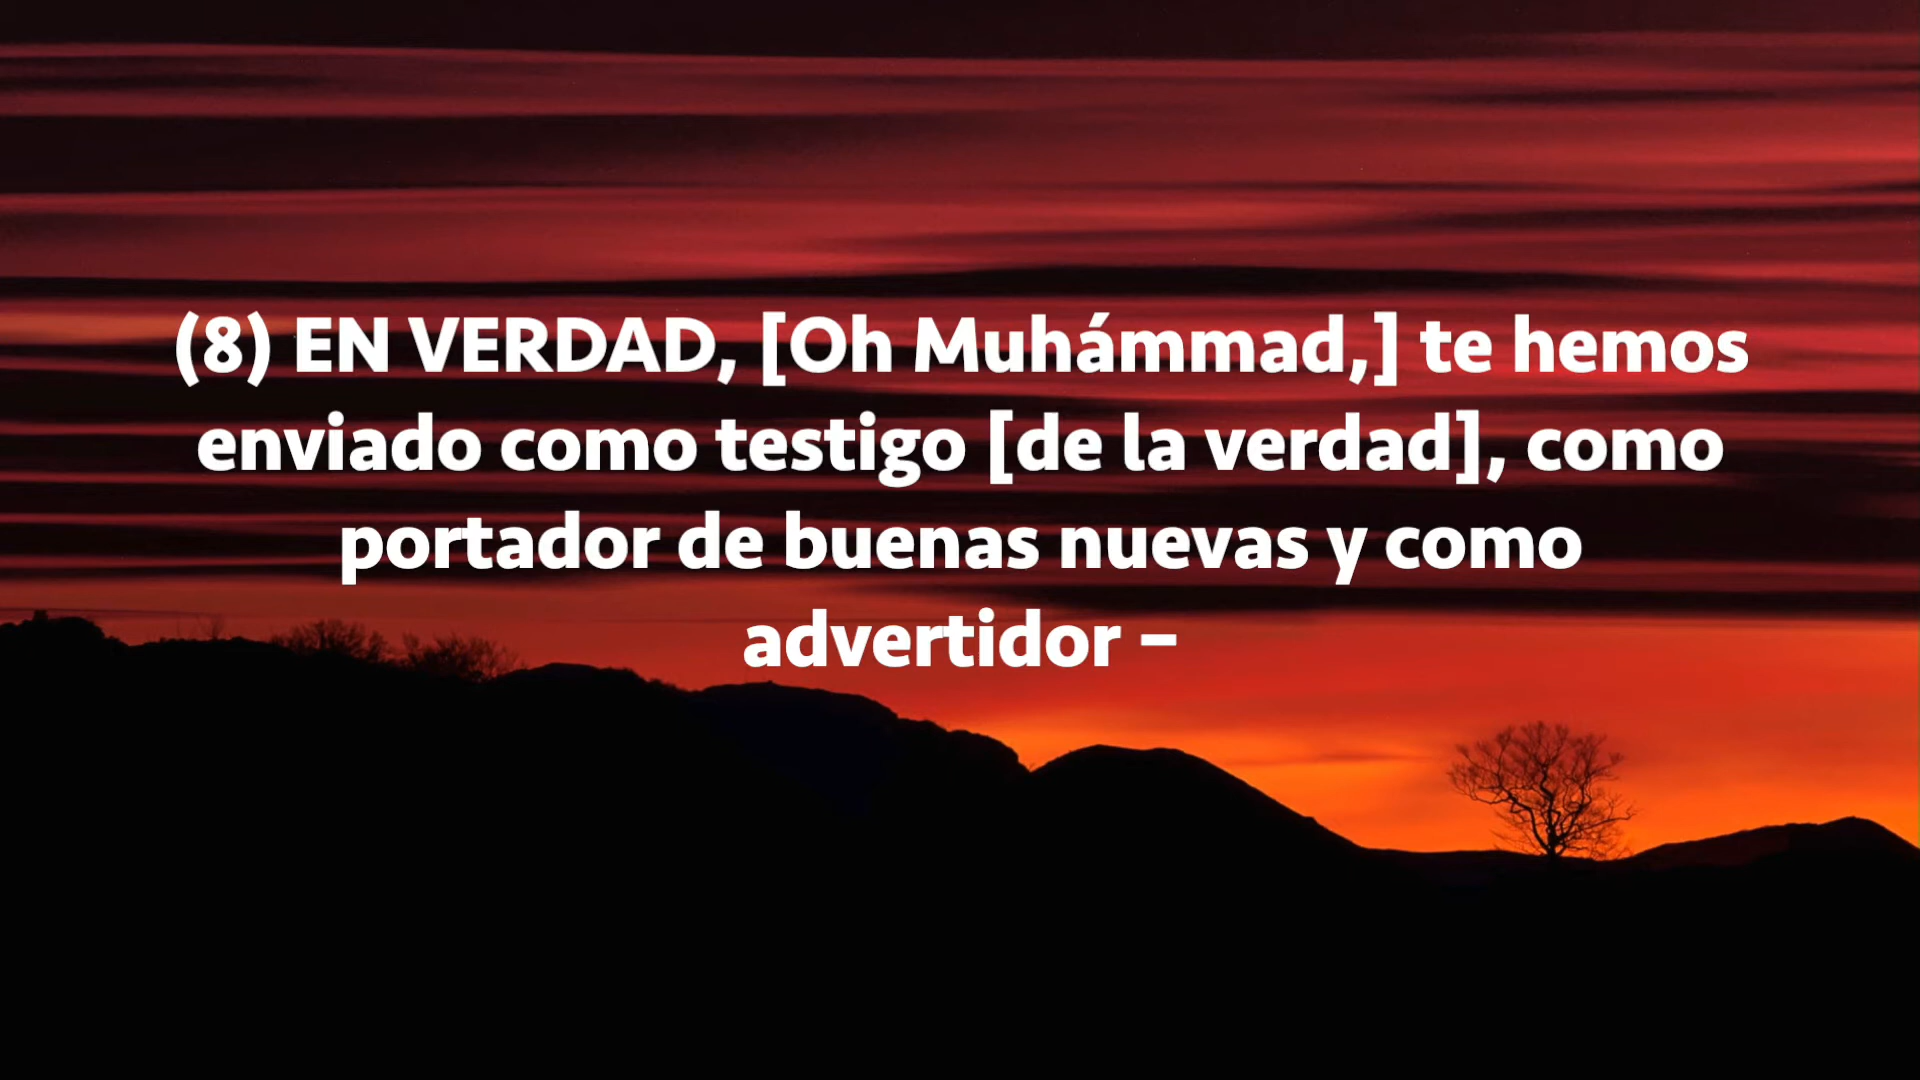 (8) EN VERDAD, [Oh Muhámmad,] te hemos
enviado como testigo [de la verdad], como
portador de buenas nuevas y como
advertidor –